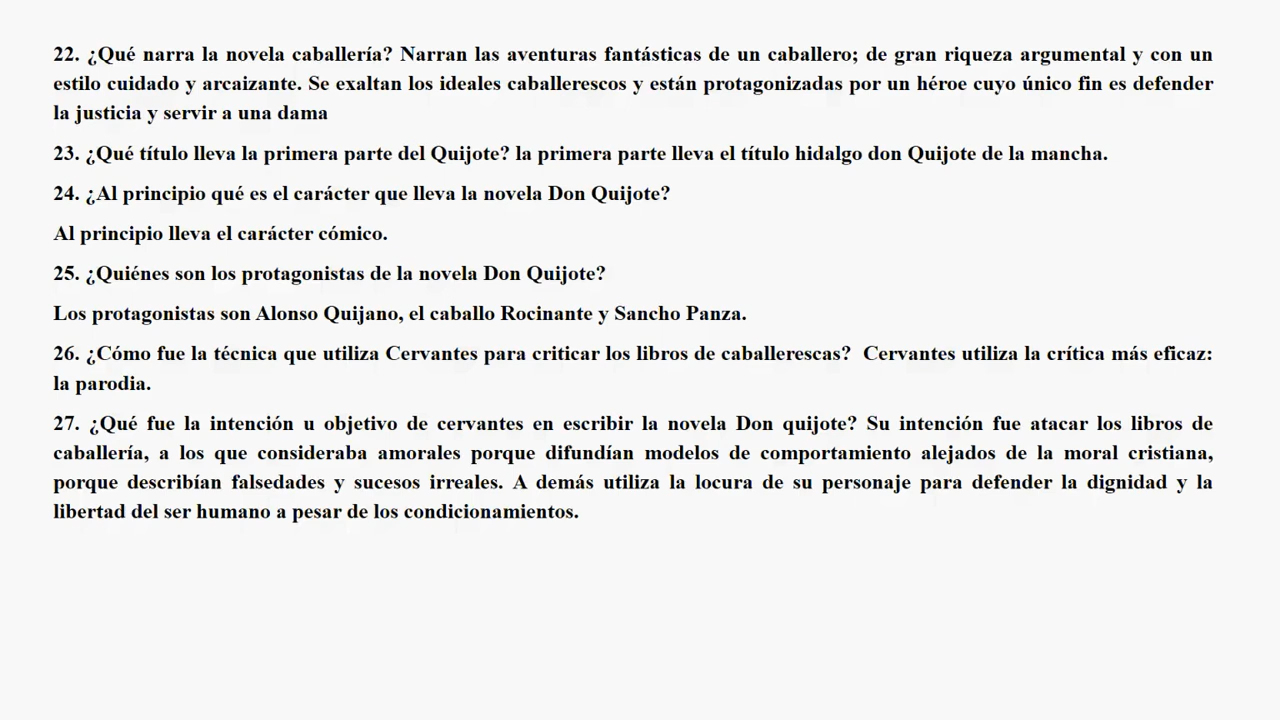 22. ¿Qué narra la novela caballería? Narran las aventuras fantásticas de un caballero; de gran riqueza argumental y con un
estilo cuidado y arcaizante. Se exaltan los ideales caballerescos y están protagonizadas por un héroe cuyo único fin es defender
la justicia y servir a una dama
23. ¿Qué título lleva la primera parte del Quijote? la primera parte lleva el título hidalgo don Quijote de la mancha.
24. ¿Al principio qué es el carácter que lleva la novela Don Quijote?
Al principio lleva el carácter cómico.
25. ¿Quiénes son los protagonistas de la novela Don Quijote?
Los protagonistas son Alonso Quijano, el caballo Rocinante y Sancho Panza.
26. ¿Cómo fue la técnica que utiliza Cervantes para criticar los libros de caballerescas?  Cervantes utiliza la crítica más eficaz:
la parodia.
27. ¿Qué fue la intención u objetivo de cervantes en escribir la novela Don quijote? Su intención fue atacar los libros de
caballería, a los que consideraba amorales porque difundían modelos de comportamiento alejados de la moral cristiana,
porque describían falsedades y sucesos irreales. A demás utiliza la locura de su personaje para defender la dignidad y la
libertad del ser humano a pesar de los condicionamientos.